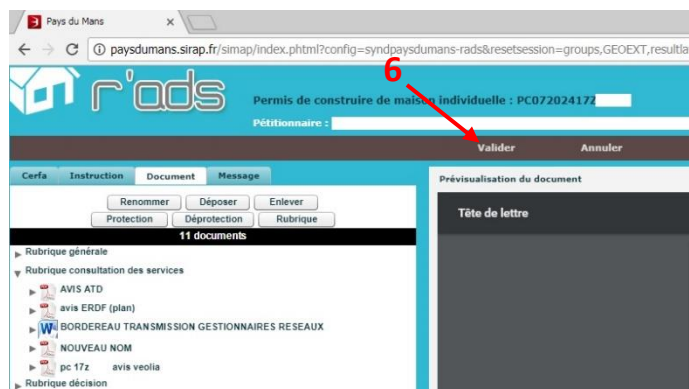 Pays du Mans
paysdumans.sirap.fr/simap/index.phtml?config=syndpaysdumans-rads&resetsession=groups,GEOEXT,resultla
6
r'ads
Permis de construire de maison individuelle : PC072024172
Pétitionnaire :
Valider Annuler
Cerfa Instruction Document Message
Prévisualisation du document
Renommer Déposer Enlever
Protection Déprotection Rubrique
Tête de lettre
11 documents
Rubrique générale
Rubrique consultation des services
AVIS ATD
avis ERDF (plan)
BORDEREAU TRANSMISSION GESTIONNAIRES RESEAUX
NOUVEAU NOM
pc 17z avis veolia
Rubrique décision